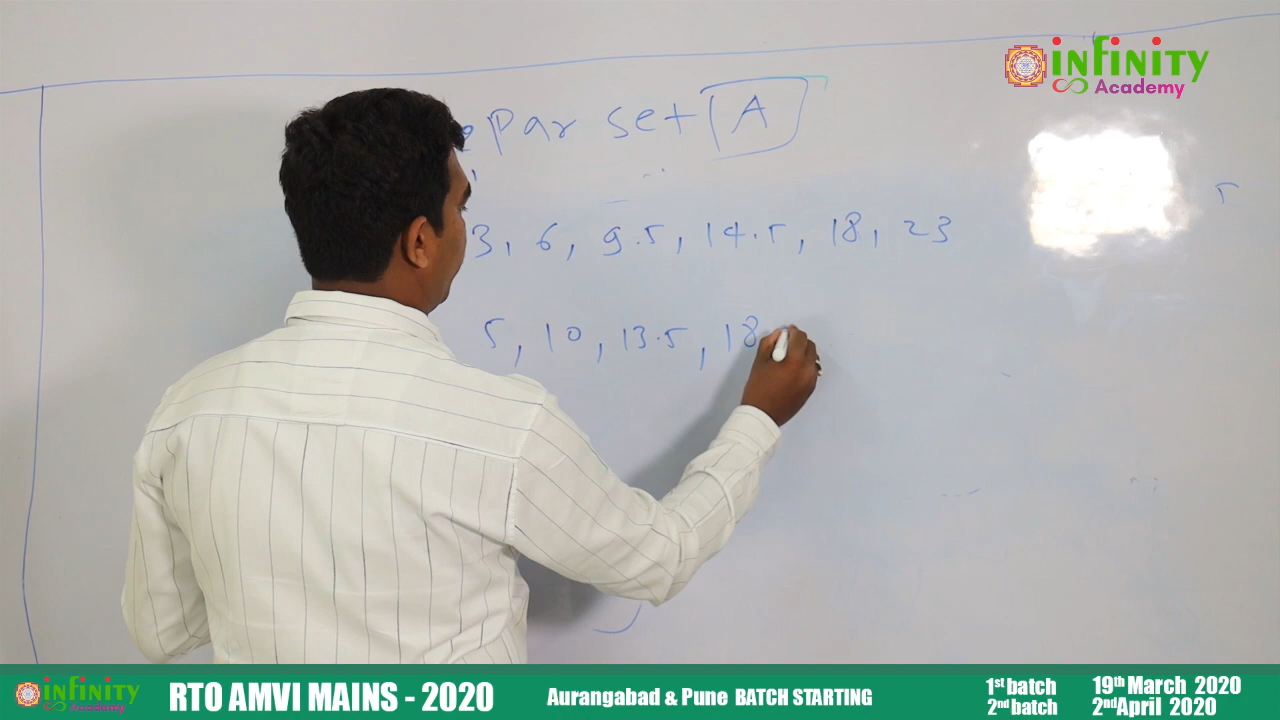 infinity
Academy
epar set A
3, 6, 9.5, 14.5, 18, 23
5, 10, 13.5, 18
infinity
Academy
RTO AMVI MAINS - 2020
Aurangabad & Pune BATCH STARTING
1st batch 19th March 2020
2nd batch 2nd April 2020